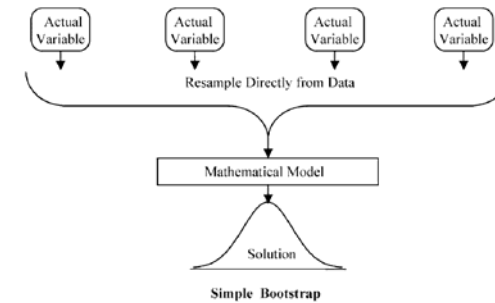 Actual
Variable
Actual
Variable
Actual
Variable
Actual
Variable
Resample Directly from Data
Mathematical Model
Solution
Simple Bootstrap